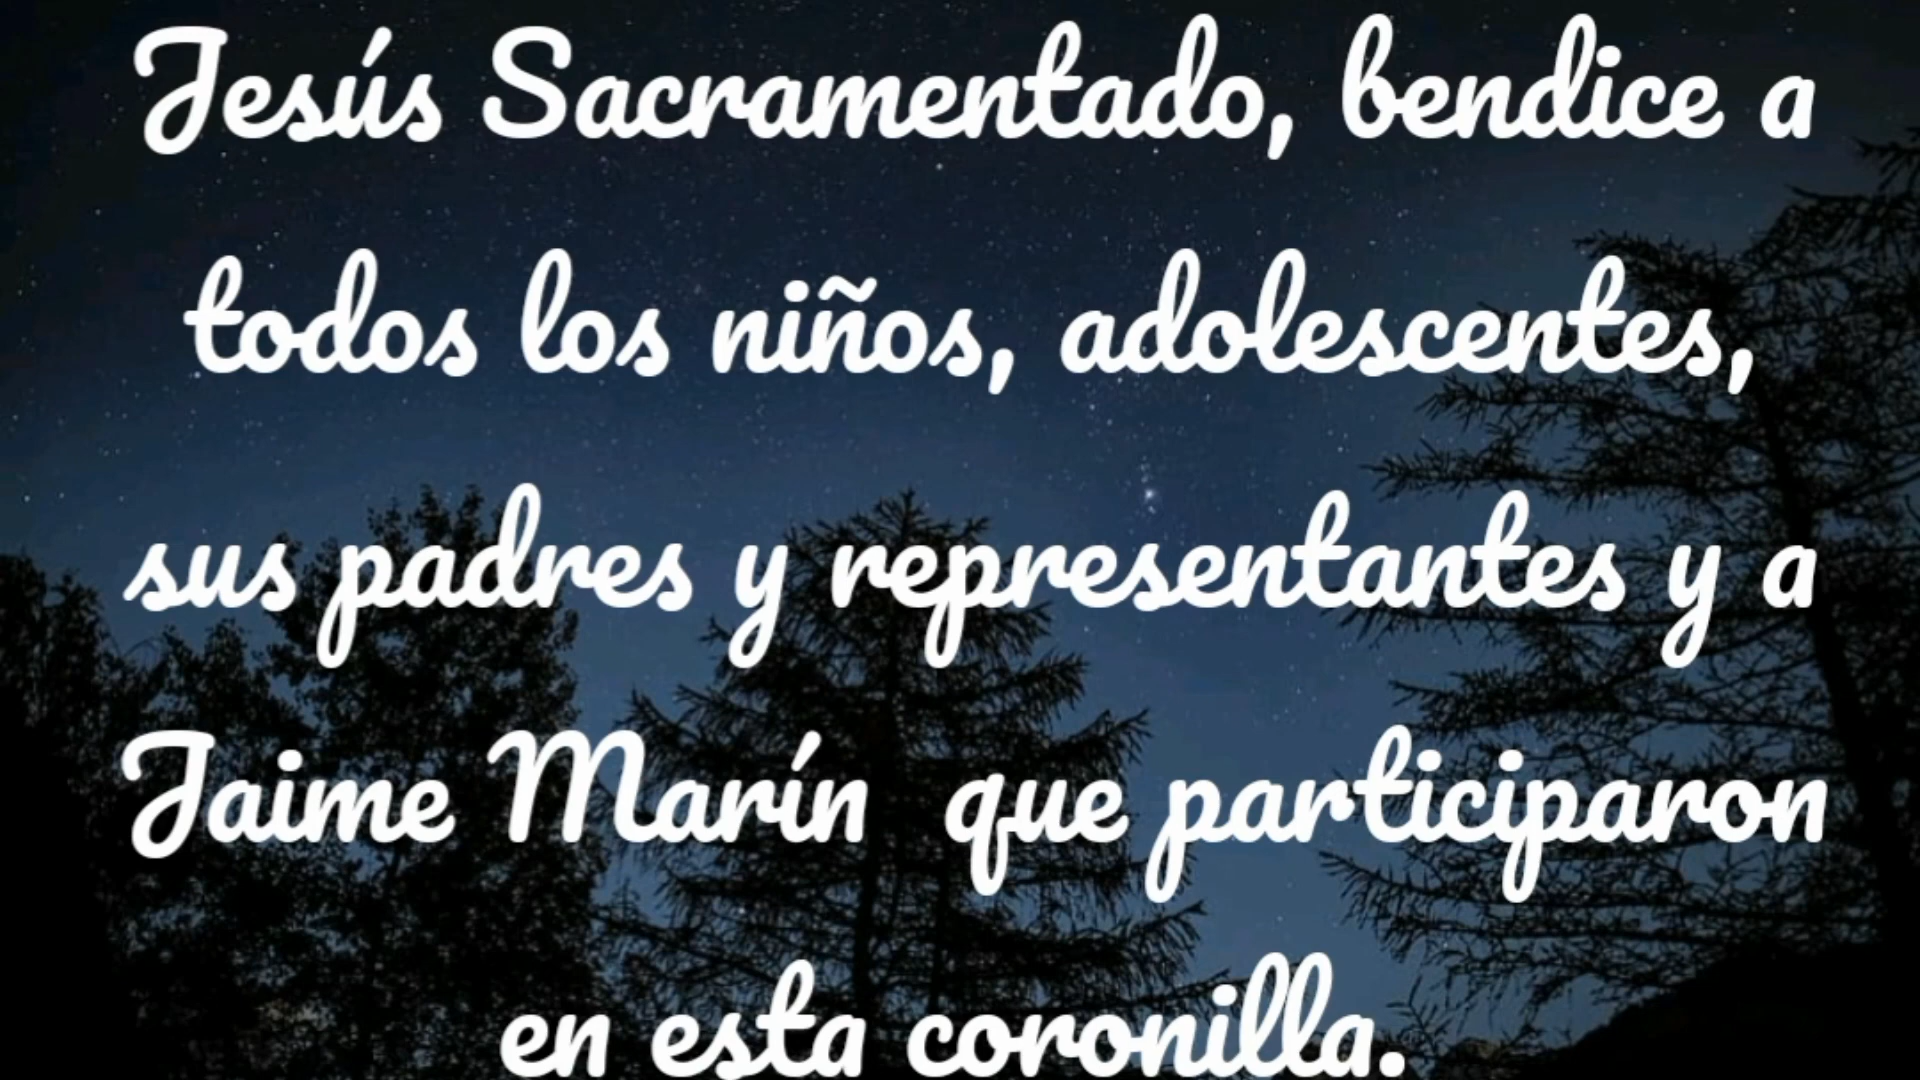 Jesús Sacramentado, bendice a
todos los niños, adolescentes,
sus padres y representantes y a
Jaime Marín que participaron
en esta coronilla.